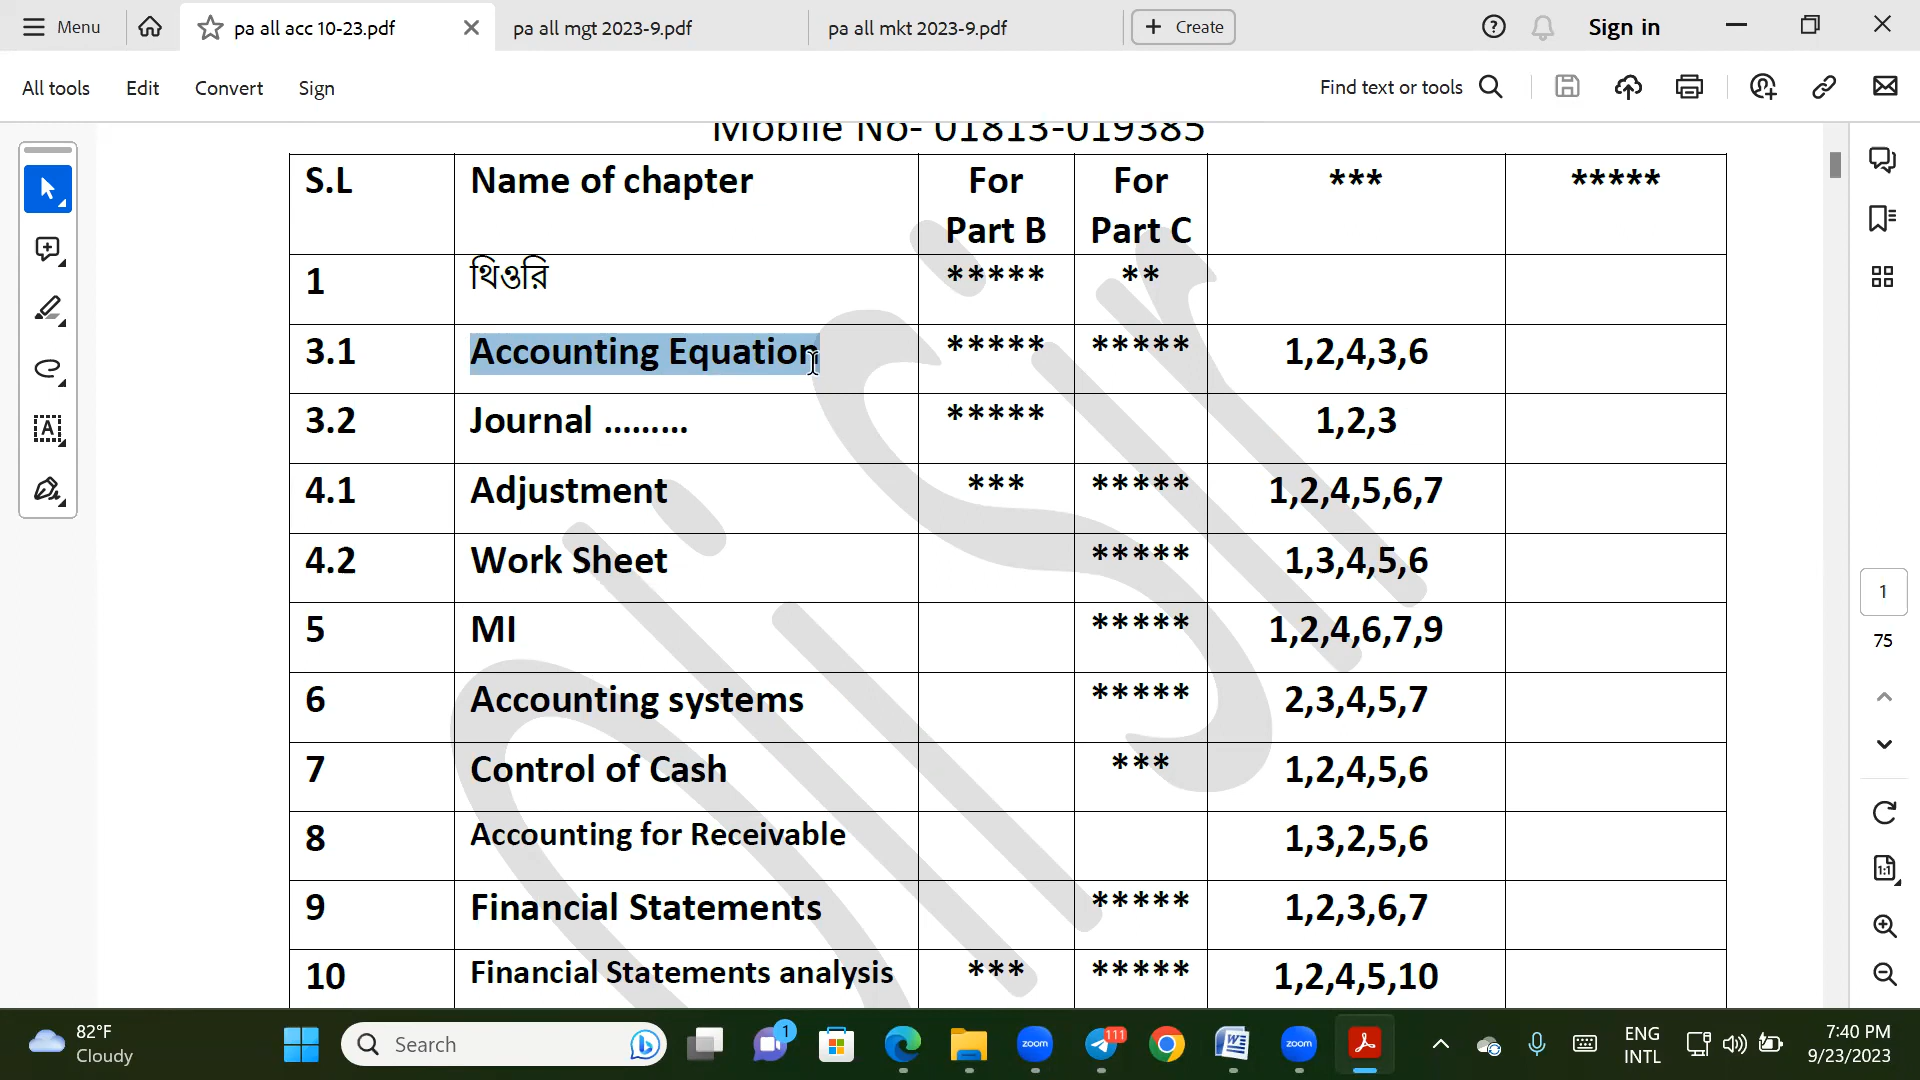 Menu
pa all acc 10-23.pdf
pa all mgt 2023-9.pdf
pa all mkt 2023-9.pdf
+ Create
Sign in
All tools
Edit
Convert
Sign
Find text or tools
Mobile No- 01813-019385
S.L Name of chapter For Part B For Part C *** *****
1 থিওরি ***** **
3.1 Accounting Equation ***** ***** 1,2,4,3,6
3.2 Journal ......... ***** 1,2,3
4.1 Adjustment *** ***** 1,2,4,5,6,7
4.2 Work Sheet ***** 1,3,4,5,6
5 MI ***** 1,2,4,6,7,9
6 Accounting systems ***** 2,3,4,5,7
7 Control of Cash *** 1,2,4,5,6
8 Accounting for Receivable 1,3,2,5,6
9 Financial Statements ***** 1,2,3,6,7
10 Financial Statements analysis *** ***** 1,2,4,5,10
1
75
82°F
Cloudy
Search
1
zoom
111
zoom
ENG
INTL
7:40 PM
9/23/2023